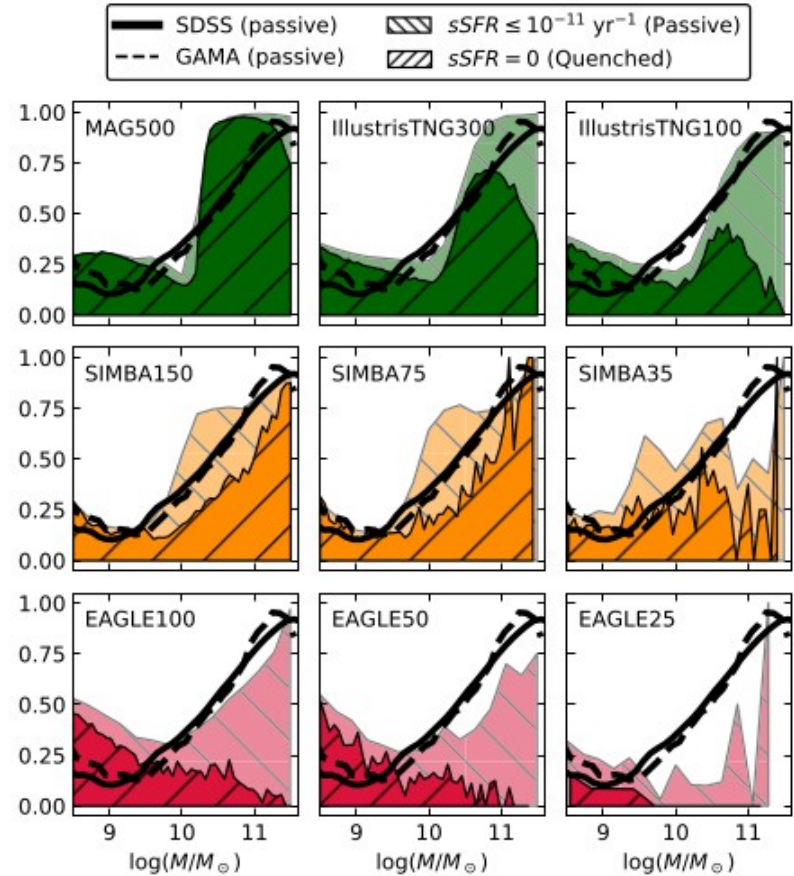 SDSS (passive) sSFR ≤ 10⁻¹¹ yr⁻¹ (Passive)
GAMA (passive) sSFR = 0 (Quenched)
1.00 MAG500 IllustrisTNG300 IllustrisTNG100
0.75
0.50
0.25
0.00
1.00 SIMBA150 SIMBA75 SIMBA35
0.75
0.50
0.25
0.00
1.00 EAGLE100 EAGLE50 EAGLE25
0.75
0.50
0.25
0.00
9 10 11 9 10 11 9 10 11
log(M/M⊙) log(M/M⊙) log(M/M⊙)